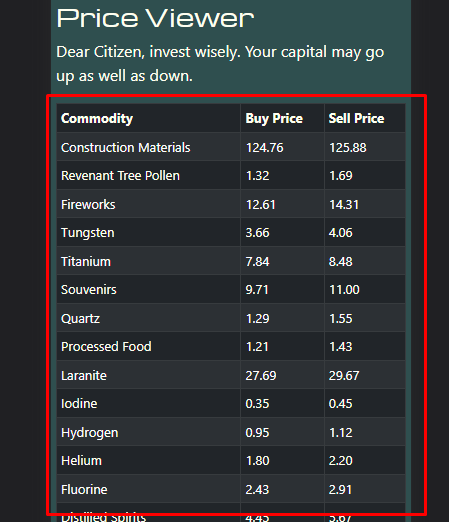 Price Viewer
Dear Citizen, invest wisely. Your capital may go
up as well as down.
Commodity Buy Price Sell Price
Construction Materials 124.76 125.88
Revenant Tree Pollen 1.32 1.69
Fireworks 12.61 14.31
Tungsten 3.66 4.06
Titanium 7.84 8.48
Souvenirs 9.71 11.00
Quartz 1.29 1.55
Processed Food 1.21 1.43
Laranite 27.69 29.67
Iodine 0.35 0.45
Hydrogen 0.95 1.12
Helium 1.80 2.20
Fluorine 2.43 2.91
Distilled Spirits 4.45 5.67